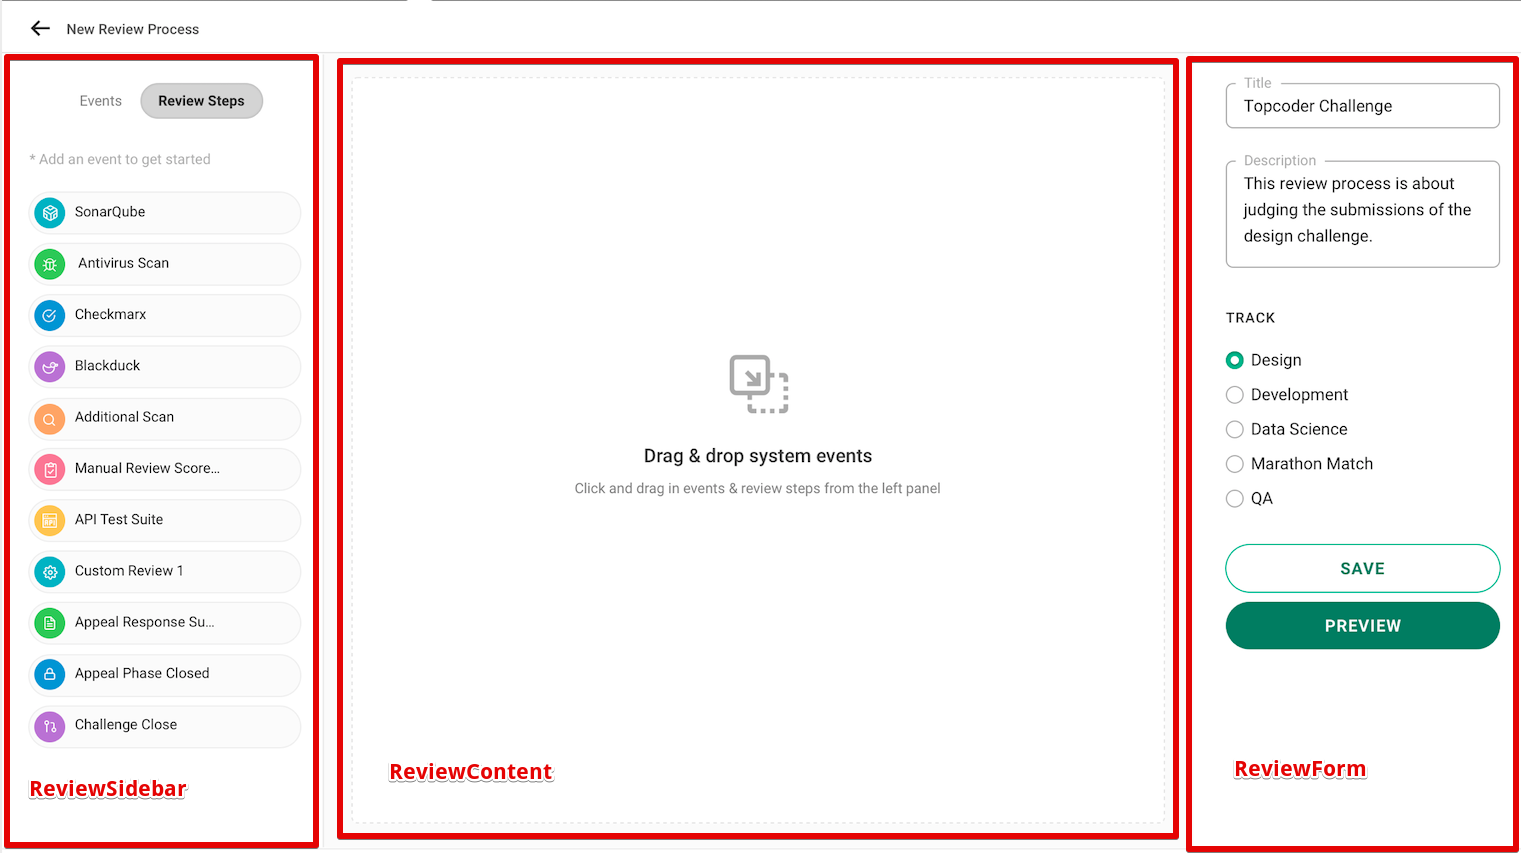 New Review Process
Events
Review Steps
* Add an event to get started
SonarQube
Antivirus Scan
Checkmarx
Blackduck
Additional Scan
Manual Review Score...
API Test Suite
Custom Review 1
Appeal Response Su...
Appeal Phase Closed
Challenge Close
ReviewSidebar
Drag & drop system events
Click and drag in events & review steps from the left panel
ReviewContent
Title
Topcoder Challenge
Description
This review process is about
judging the submissions of the
design challenge.
TRACK
Design
Development
Data Science
Marathon Match
QA
SAVE
PREVIEW
ReviewForm